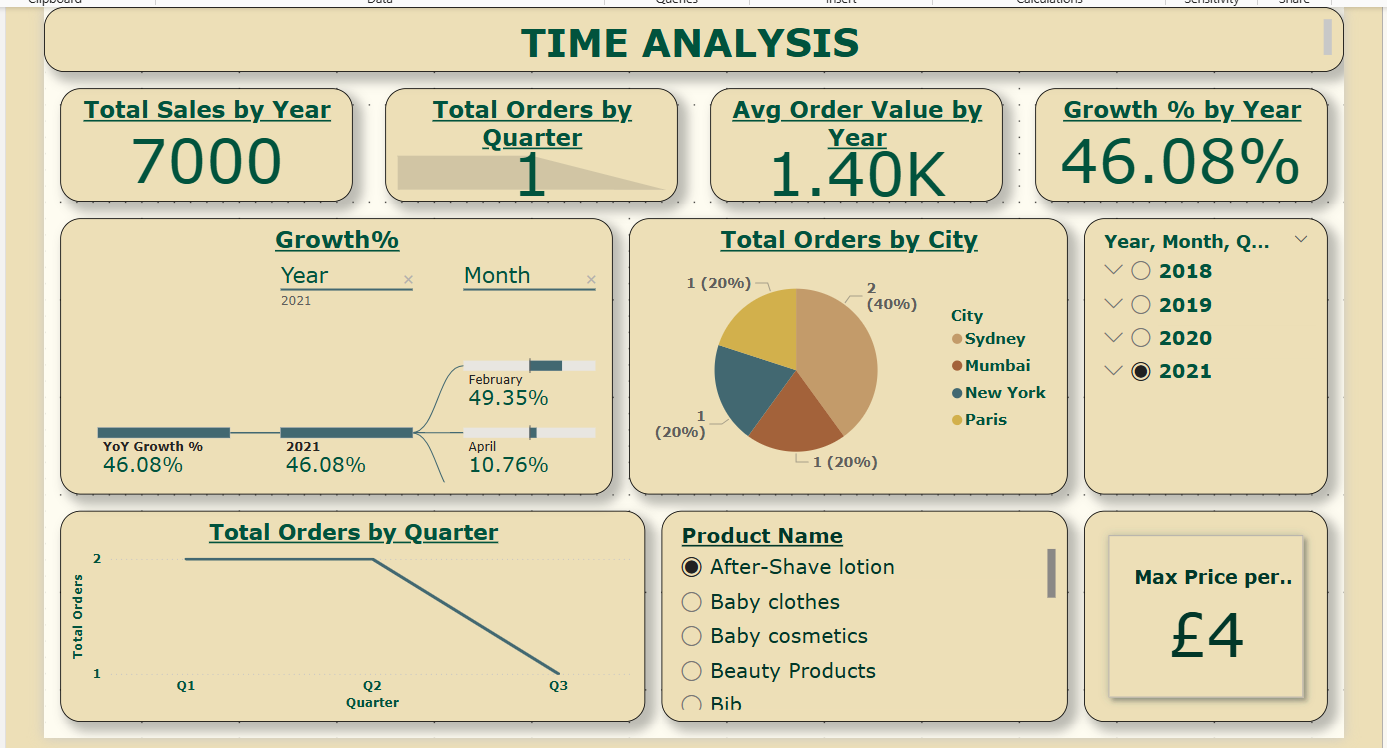 Clipboard Data Queries Insert Calculations Sensitivity Share
TIME ANALYSIS
Total Sales by Year
7000
Total Orders by
Quarter
1
Avg Order Value by
Year
1.40K
Growth % by Year
46.08%
Growth%
Year
2021
Month
February
49.35%
YoY Growth %
46.08%
2021
46.08%
April
10.76%
Total Orders by City
1 (20%)
2
(40%)
1
(20%)
1 (20%)
City
Sydney
Mumbai
New York
Paris
Year, Month, Q...
2018
2019
2020
2021
Total Orders by Quarter
Total Orders
2
1
Q1 Q2 Q3
Quarter
Product Name
After-Shave lotion
Baby clothes
Baby cosmetics
Beauty Products
Bib
Max Price per..
£4